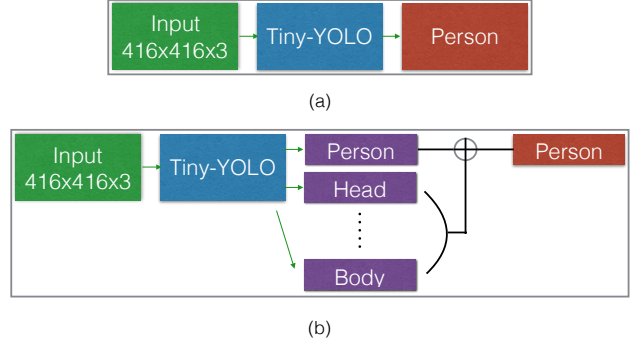 Input
416x416x3
Tiny-YOLO
Person
(a)
Input
416x416x3
Tiny-YOLO
Person
Person
Head
Body
(b)